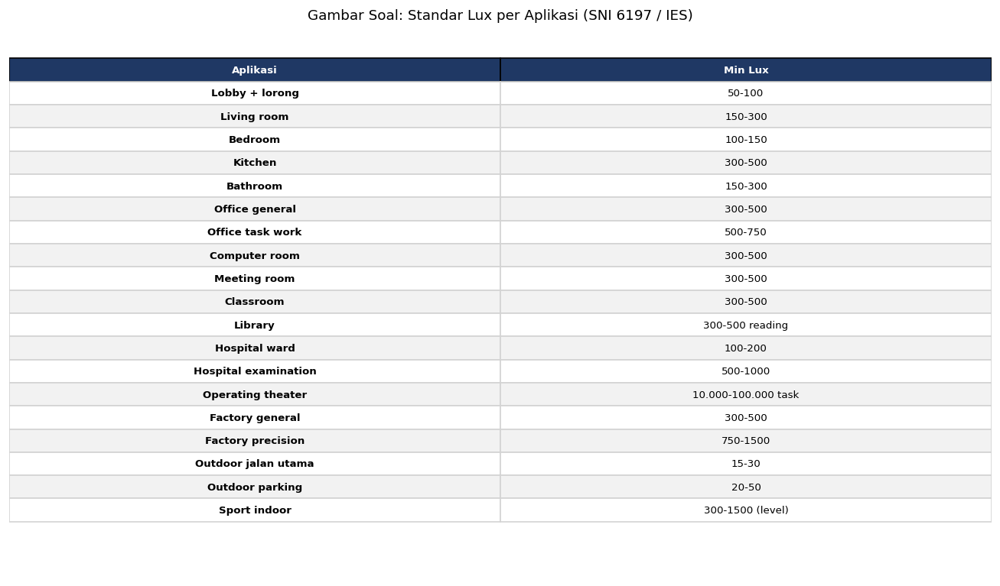 Gambar Soal: Standar Lux per Aplikasi (SNI 6197 / IES)
Aplikasi Min Lux
Lobby + lorong 50-100
Living room 150-300
Bedroom 100-150
Kitchen 300-500
Bathroom 150-300
Office general 300-500
Office task work 500-750
Computer room 300-500
Meeting room 300-500
Classroom 300-500
Library 300-500 reading
Hospital ward 100-200
Hospital examination 500-1000
Operating theater 10.000-100.000 task
Factory general 300-500
Factory precision 750-1500
Outdoor jalan utama 15-30
Outdoor parking 20-50
Sport indoor 300-1500 (level)